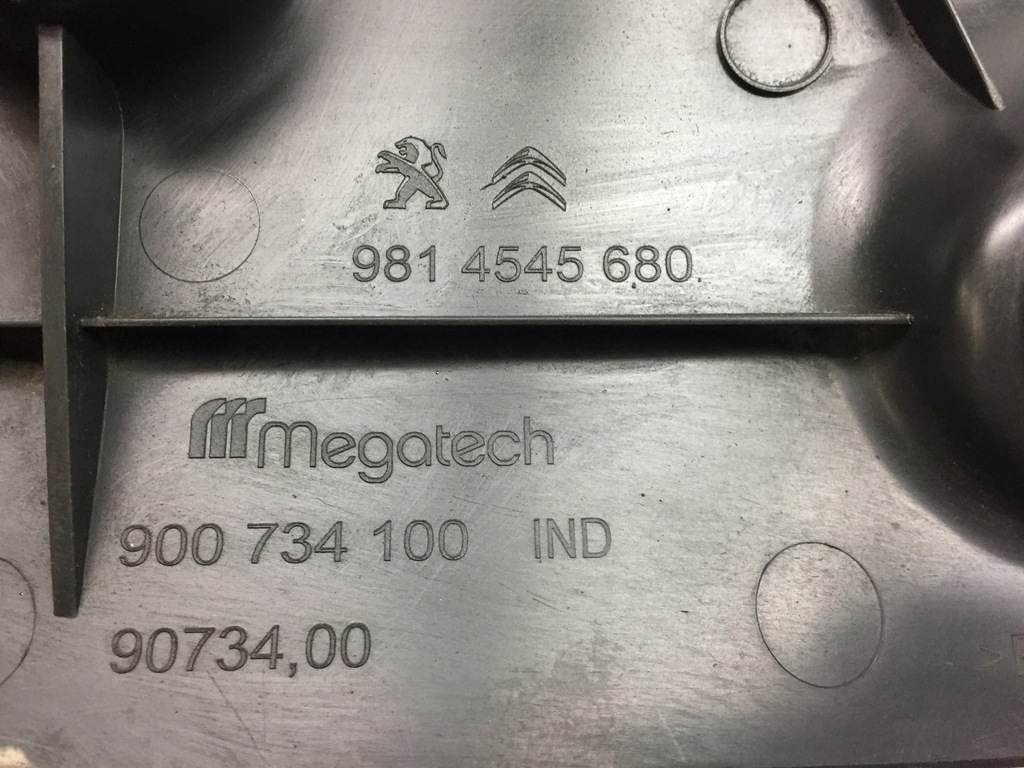 981 4545 680
Megatech
900 734 100 IND
90734,00